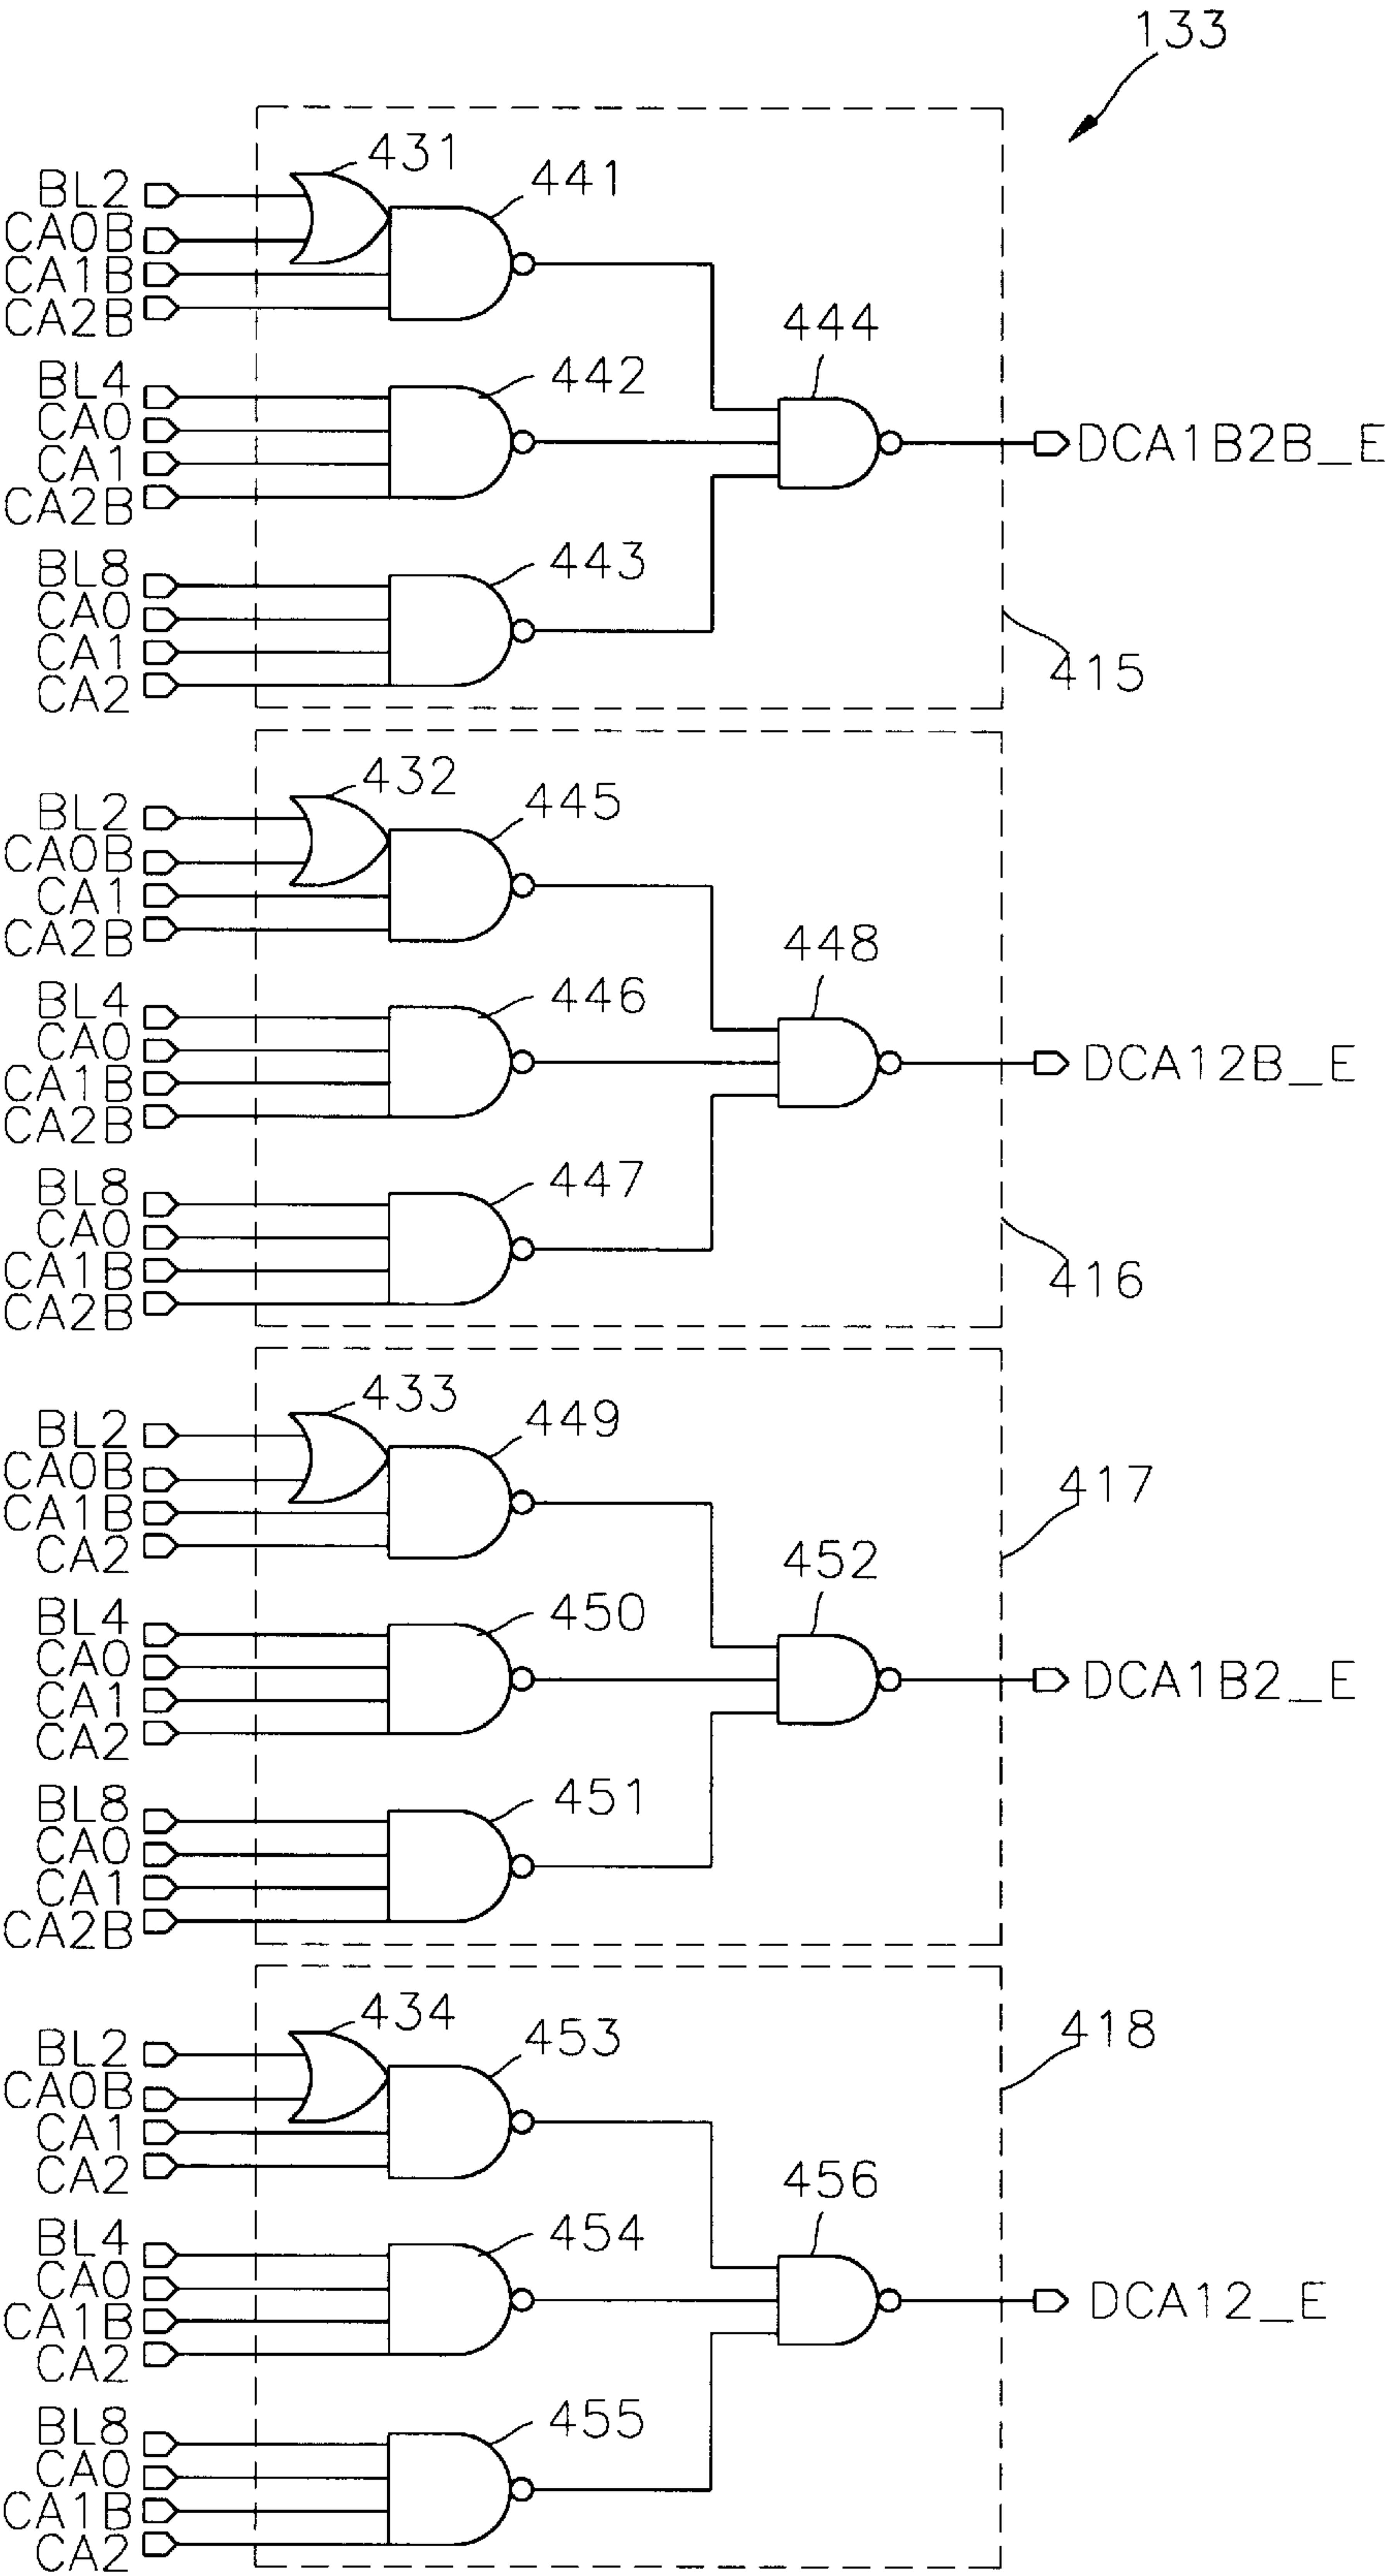 133
431
441
BL2
CA0B
CA1B
CA2B
444
442
BL4
CA0
CA1
CA2B
DCA1B2B_E
443
BL8
CA0
CA1
CA2
415
432
445
BL2
CA0B
CA1
CA2B
448
446
BL4
CA0
CA1B
CA2B
DCA12B_E
447
BL8
CA0
CA1B
CA2B
416
433
449
BL2
CA0B
CA1B
CA2
417
452
450
BL4
CA0
CA1
CA2
DCA1B2_E
451
BL8
CA0
CA1
CA2B
434
453
418
BL2
CA0B
CA1
CA2
456
454
BL4
CA0
CA1B
CA2
DCA12_E
455
BL8
CA0
CA1B
CA2